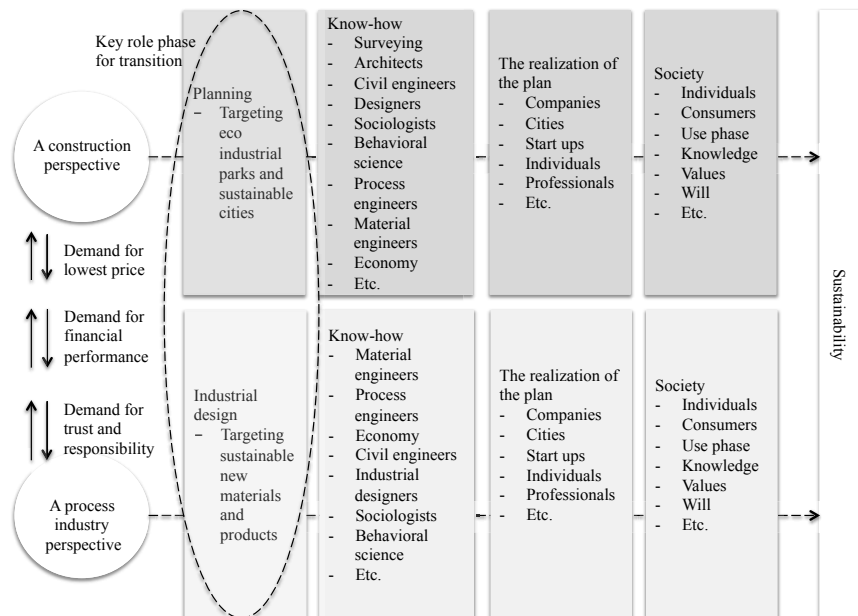 Key role phase
for transition
A construction
perspective
Planning
− Targeting
eco
industrial
parks and
sustainable
cities
Know-how
- Surveying
- Architects
- Civil engineers
- Designers
- Sociologists
- Behavioral
science
- Process
engineers
- Material
engineers
- Economy
- Etc.
The realization of
the plan
- Companies
- Cities
- Start ups
- Individuals
- Professionals
- Etc.
Society
- Individuals
- Consumers
- Use phase
- Knowledge
- Values
- Will
- Etc.
Demand for
lowest price
Demand for
financial
performance
Demand for
trust and
responsibility
A process
industry
perspective
Industrial
design
− Targeting
sustainable
new
materials
and
products
Know-how
- Material
engineers
- Process
engineers
- Economy
- Civil engineers
- Industrial
designers
- Sociologists
- Behavioral
science
- Etc.
The realization of
the plan
- Companies
- Cities
- Start ups
- Individuals
- Professionals
- Etc.
Society
- Individuals
- Consumers
- Use phase
- Knowledge
- Values
- Will
- Etc.
Sustainability